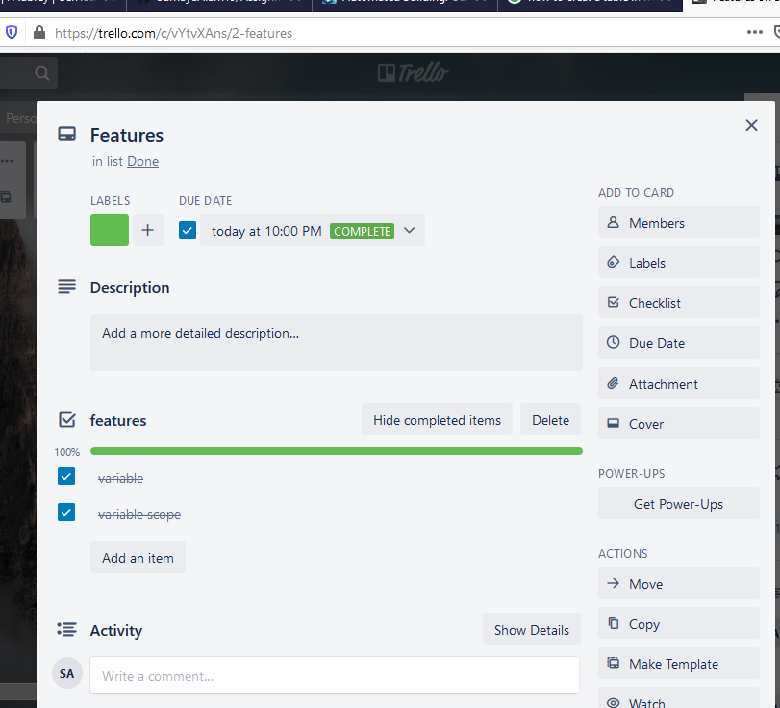 https://trello.com/c/vYtvXAns/2-features
Trello
Perso
Features
in list Done
LABELS
DUE DATE
today at 10:00 PM COMPLETE
Description
Add a more detailed description...
features
Hide completed items
Delete
100%
variable
variable scope
Add an item
Activity
Show Details
SA
Write a comment...
ADD TO CARD
Members
Labels
Checklist
Due Date
Attachment
Cover
POWER-UPS
Get Power-Ups
ACTIONS
Move
Copy
Make Template
Watch